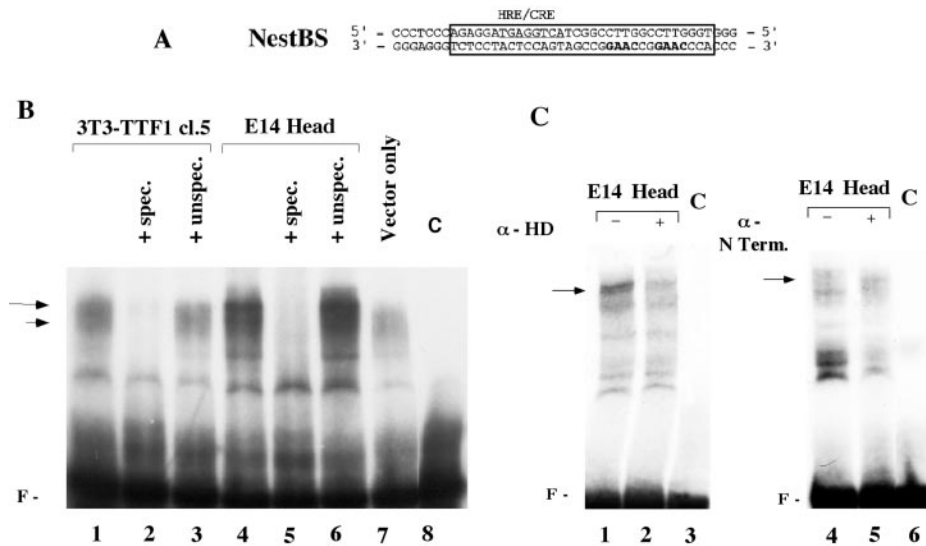 HRE/CRE
A NestBS 5' - CCCTCCCAGAGGATGAGGTCATCGGCCTTGGCCTTGGGTGGG - 5'
3' - GGGAGGGTCTCCTACTCCAGTAGCCGGAACCGGAACCCACCC - 3'
B C
3T3-TTF1 cl.5 E14 Head
+ spec. + unspec. + spec. + unspec. Vector only C
E14 Head C E14 Head C
α - HD - + α - N Term. - +
F - F - F -
1 2 3 4 5 6 7 8 1 2 3 4 5 6